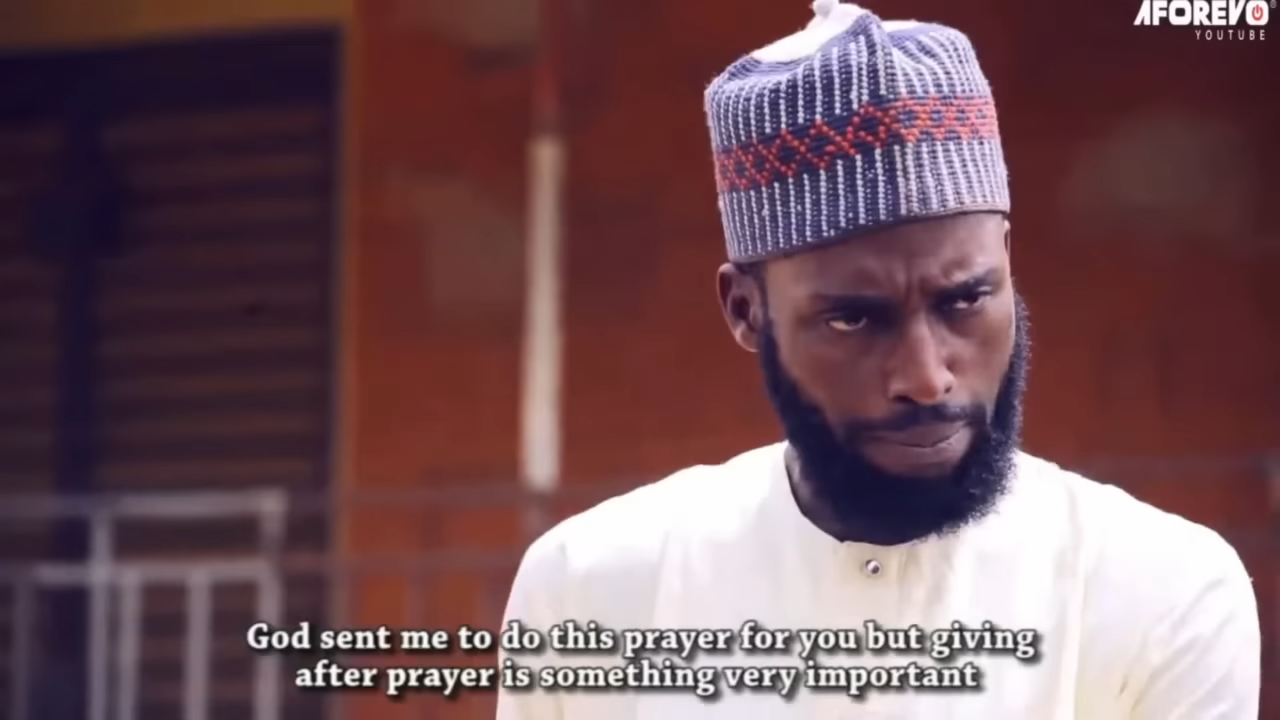 AFOREVO
YOUTUBE
God sent me to do this prayer for you but giving
after prayer is something very important